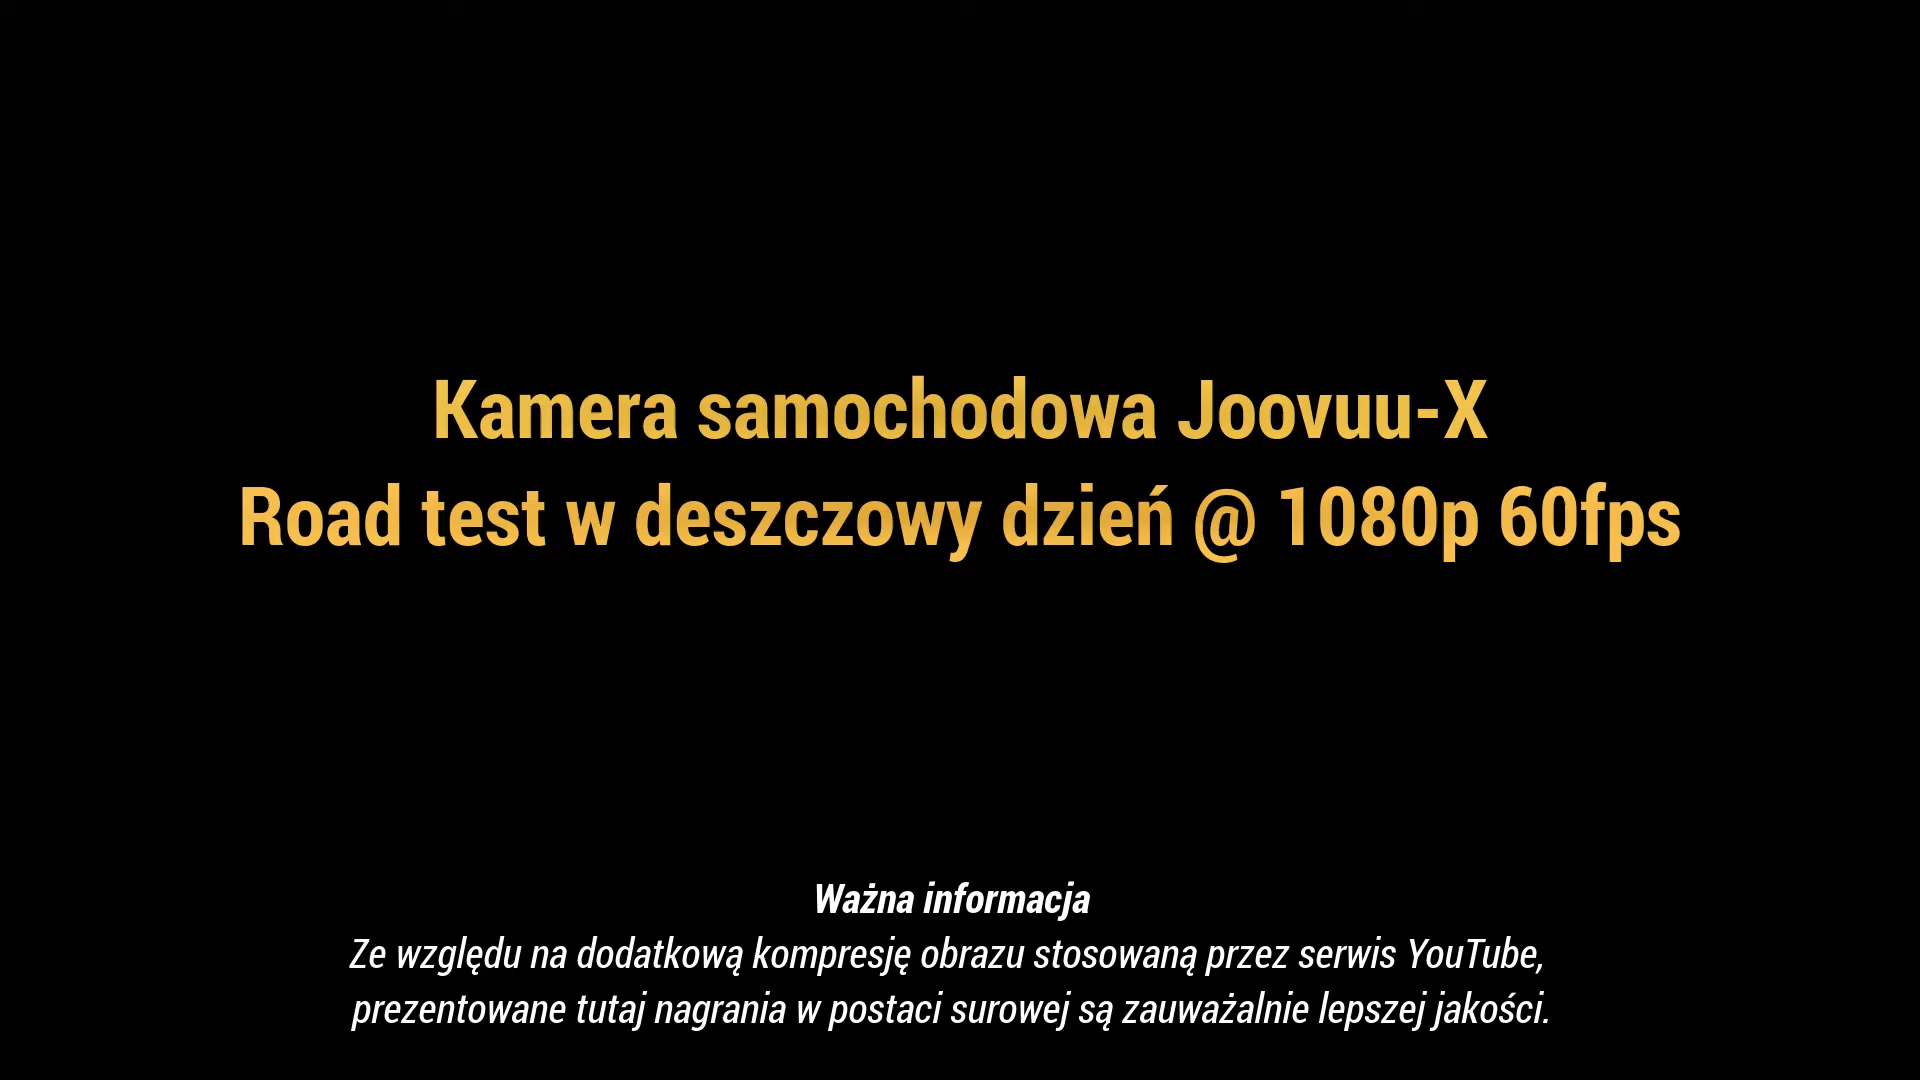 Kamera samochodowa Joovuu-X
Road test w deszczowy dzień @ 1080p 60fps
Ważna informacja
Ze względu na dodatkową kompresję obrazu stosowaną przez serwis YouTube,
prezentowane tutaj nagrania w postaci surowej są zauważalnie lepszej jakości.